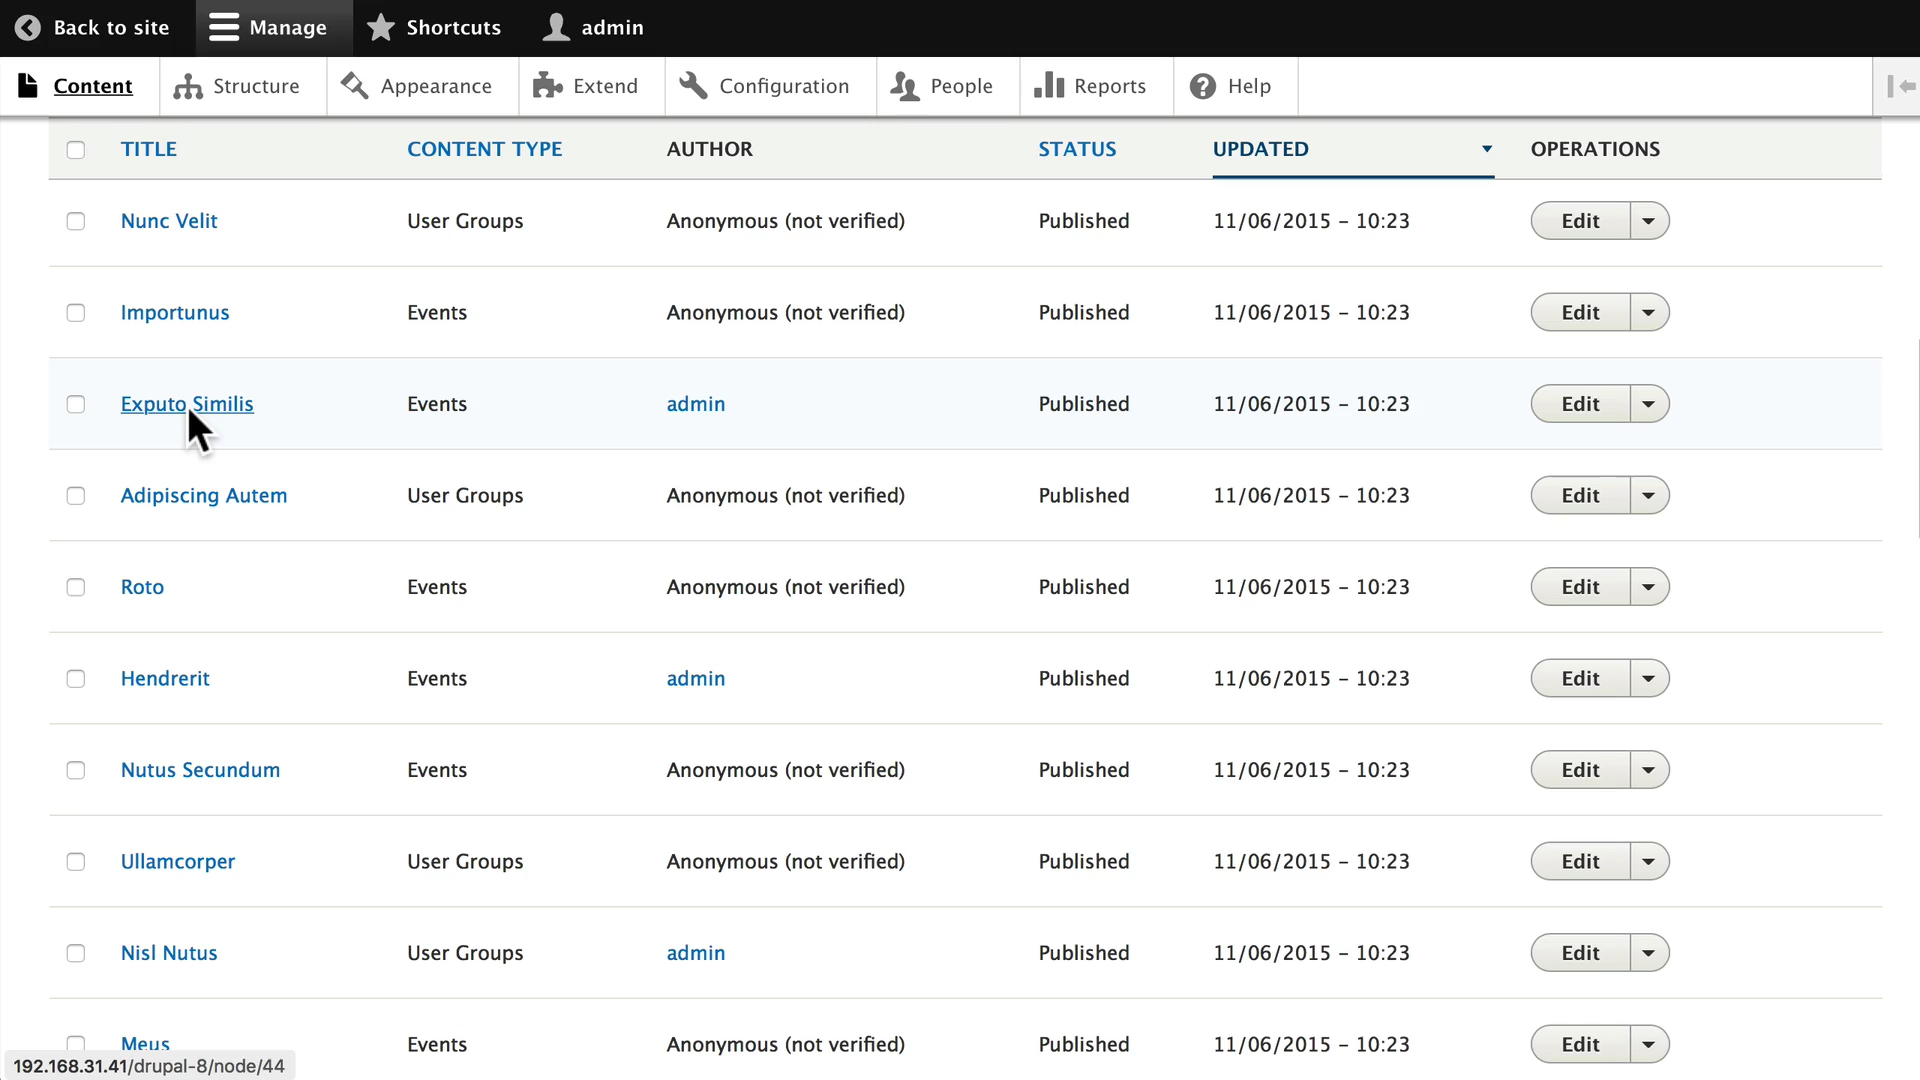 Back to site Manage Shortcuts admin
Content Structure Appearance Extend Configuration People Reports Help
TITLE CONTENT TYPE AUTHOR STATUS UPDATED OPERATIONS
Nunc Velit User Groups Anonymous (not verified) Published 11/06/2015 – 10:23 Edit
Importunus Events Anonymous (not verified) Published 11/06/2015 – 10:23 Edit
Exputo Similis Events admin Published 11/06/2015 – 10:23 Edit
Adipiscing Autem User Groups Anonymous (not verified) Published 11/06/2015 – 10:23 Edit
Roto Events Anonymous (not verified) Published 11/06/2015 – 10:23 Edit
Hendrerit Events admin Published 11/06/2015 – 10:23 Edit
Nutus Secundum Events Anonymous (not verified) Published 11/06/2015 – 10:23 Edit
Ullamcorper User Groups Anonymous (not verified) Published 11/06/2015 – 10:23 Edit
Nisl Nutus User Groups admin Published 11/06/2015 – 10:23 Edit
Meus Events Anonymous (not verified) Published 11/06/2015 – 10:23 Edit
192.168.31.41/drupal-8/node/44